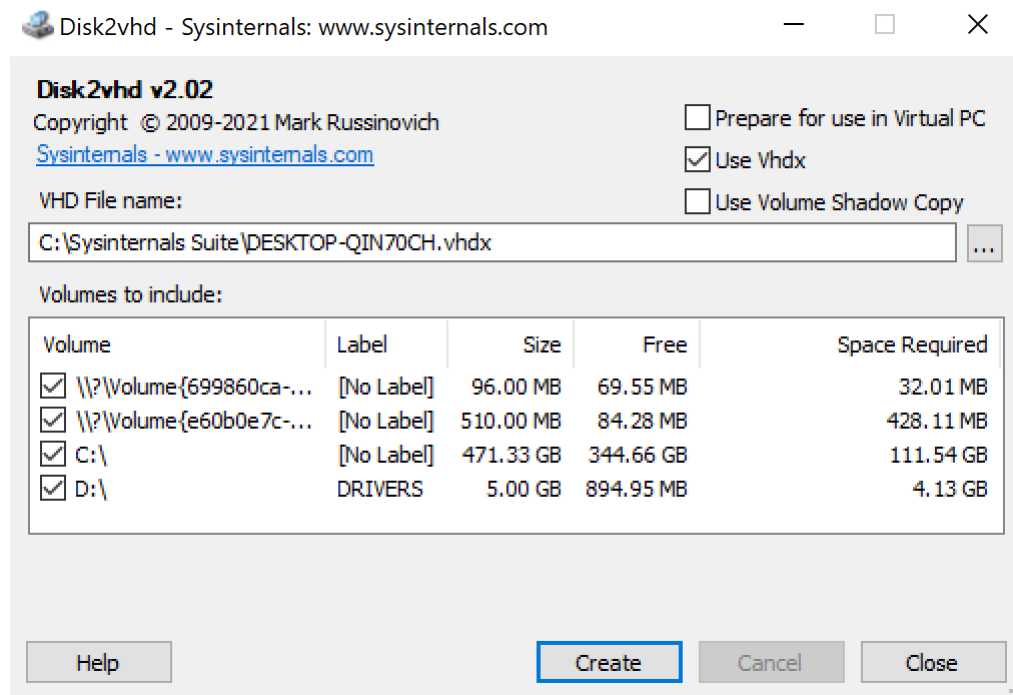 Disk2vhd - Sysinternals: www.sysinternals.com
Disk2vhd v2.02
Copyright © 2009-2021 Mark Russinovich
Sysinternals - www.sysinternals.com
Prepare for use in Virtual PC
Use Vhdx
Use Volume Shadow Copy
VHD File name:
C:\Sysinternals Suite\DESKTOP-QIN70CH.vhdx
...
Volumes to include:
Volume Label Size Free Space Required
\\?\Volume{699860ca-... [No Label] 96.00 MB 69.55 MB 32.01 MB
\\?\Volume{e60b0e7c-... [No Label] 510.00 MB 84.28 MB 428.11 MB
C:\ [No Label] 471.33 GB 344.66 GB 111.54 GB
D:\ DRIVERS 5.00 GB 894.95 MB 4.13 GB
Help Create Cancel Close